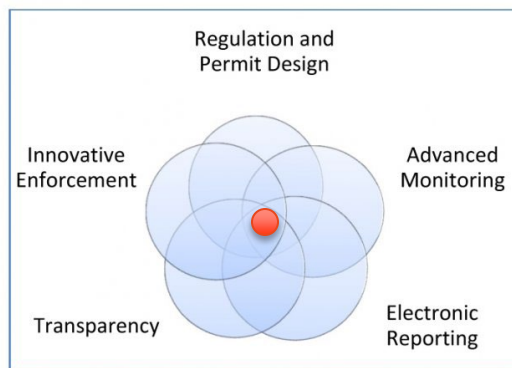 Regulation and
Permit Design
Innovative
Enforcement
Advanced
Monitoring
Transparency
Electronic
Reporting